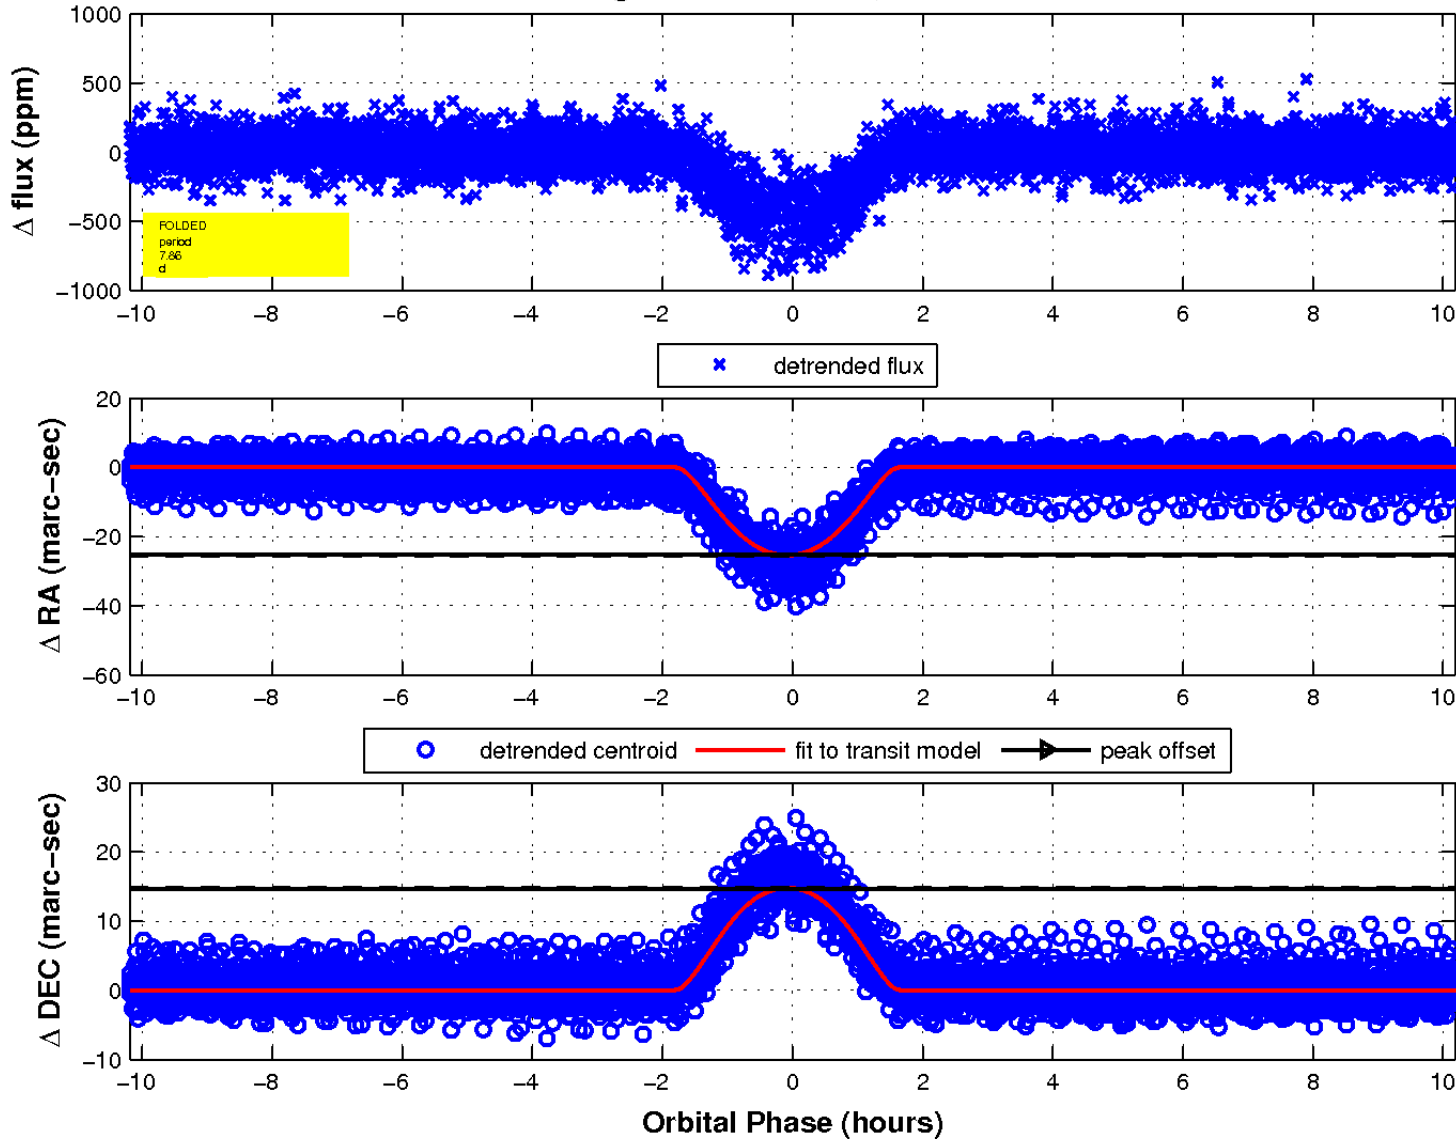 1000
500
0
−500
−1000
Δ flux (ppm)
FOLDED
period
7.86
d
−10 −8 −6 −4 −2 0 2 4 6 8 10
detrended flux
20
0
−20
−40
−60
Δ RA (marc−sec)
−10 −8 −6 −4 −2 0 2 4 6 8 10
detrended centroid fit to transit model peak offset
30
20
10
0
−10
Δ DEC (marc−sec)
−10 −8 −6 −4 −2 0 2 4 6 8 10
Orbital Phase (hours)